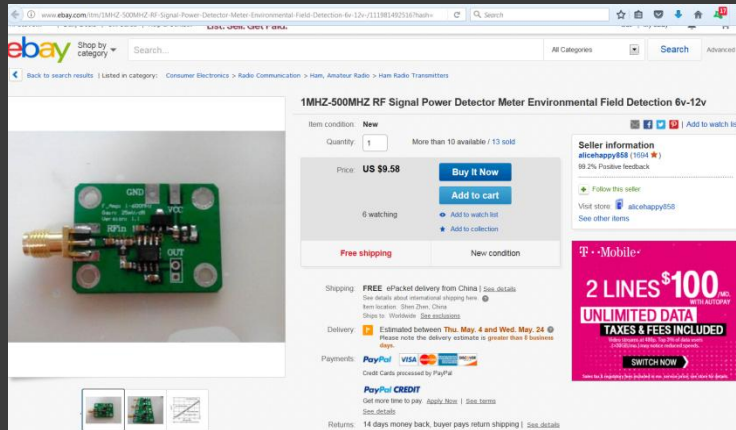 www.ebay.com/itm/1MHZ-500MHZ-RF-Signal-Power-Detector-Meter-Environmental-Field-Detection-6v-12v-/111981492516?hash=
Search
List. Sell. Get Paid.
ebay
Shop by category
Search...
All Categories
Search
Advanced
Back to search results | Listed in category: Consumer Electronics > Radio Communication > Ham, Amateur Radio > Ham Radio Transmitters
1MHZ-500MHZ RF Signal Power Detector Meter Environmental Field Detection 6v-12v
Item condition: New
Add to watch list
Quantity: 1 More than 10 available / 13 sold
Price: US $9.58
Buy It Now
Add to cart
6 watching
Add to watch list
Add to collection
Free shipping
New condition
Shipping: FREE ePacket delivery from China | See details
See details about international shipping here.
Item location: Shen Zhen, China
Ships to: Worldwide See exclusions
Delivery: Estimated between Thu. May. 4 and Wed. May. 24
Please note the delivery estimate is greater than 8 business days.
Payments: PayPal VISA
Credit Cards processed by PayPal
PayPal CREDIT
Get more time to pay. Apply Now | See terms
See details
Returns: 14 days money back, buyer pays return shipping | See details
Seller information
alicehappy858 (1694)
99.2% Positive feedback
Follow this seller
Visit store: alicehappy858
See other items
GND
VCC
RFin
OUT
T-Mobile
2 LINES $100/MO.
WITH AUTOPAY
UNLIMITED DATA
TAXES & FEES INCLUDED
SWITCH NOW